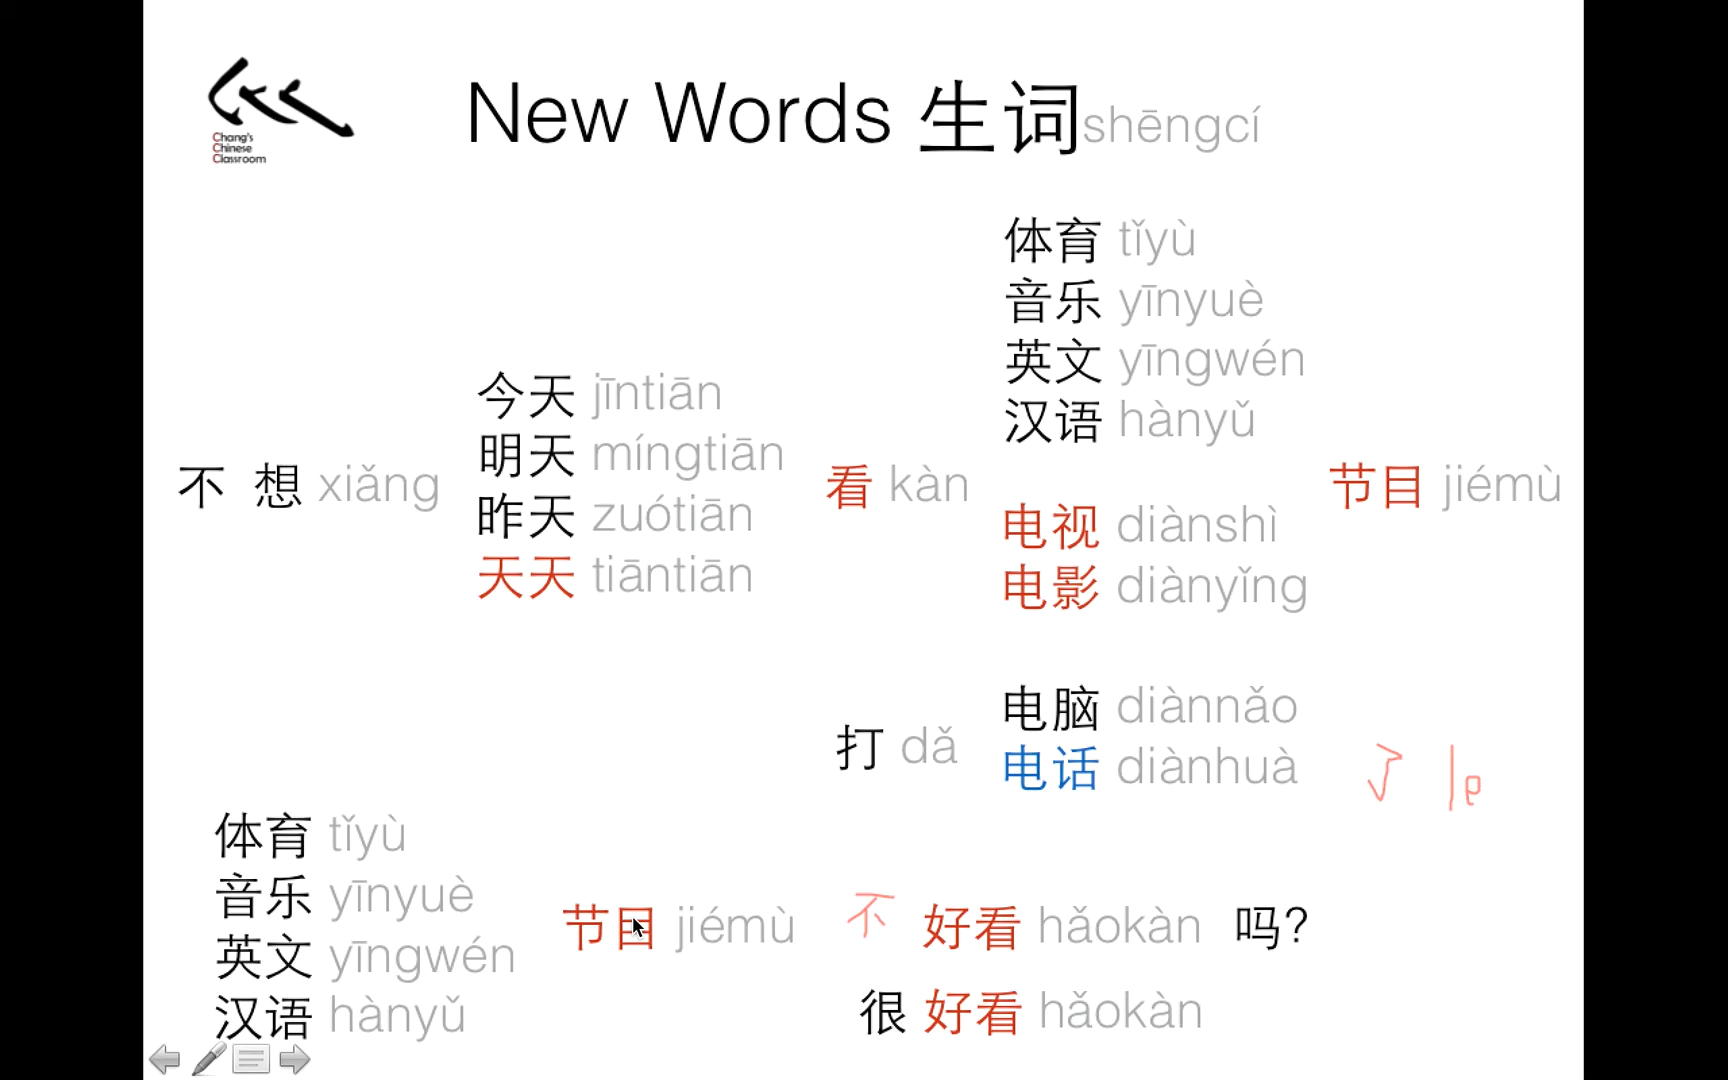 Chang's
Chinese
Classroom
New Words 生词shēngcí
体育 tǐyù
音乐 yīnyuè
英文 yīngwén
汉语 hànyǔ
今天 jīntiān
明天 míngtiān
昨天 zuótiān
天天 tiāntiān
不 想 xiǎng
看 kàn
节目 jiémù
电视 diànshì
电影 diànyǐng
打 dǎ
电脑 diànnǎo
电话 diànhuà
了 le
体育 tǐyù
音乐 yīnyuè
英文 yīngwén
汉语 hànyǔ
节目 jiémù 不 好看 hǎokàn 吗?
很 好看 hǎokàn